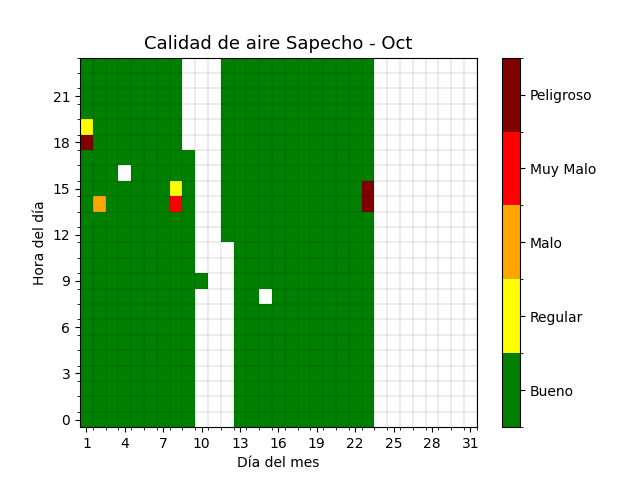 Calidad de aire Sapecho - Oct
21
18
15
12
9
6
3
0
Hora del día
1 4 7 10 13 16 19 22 25 28 31
Día del mes
Peligroso
Muy Malo
Malo
Regular
Bueno